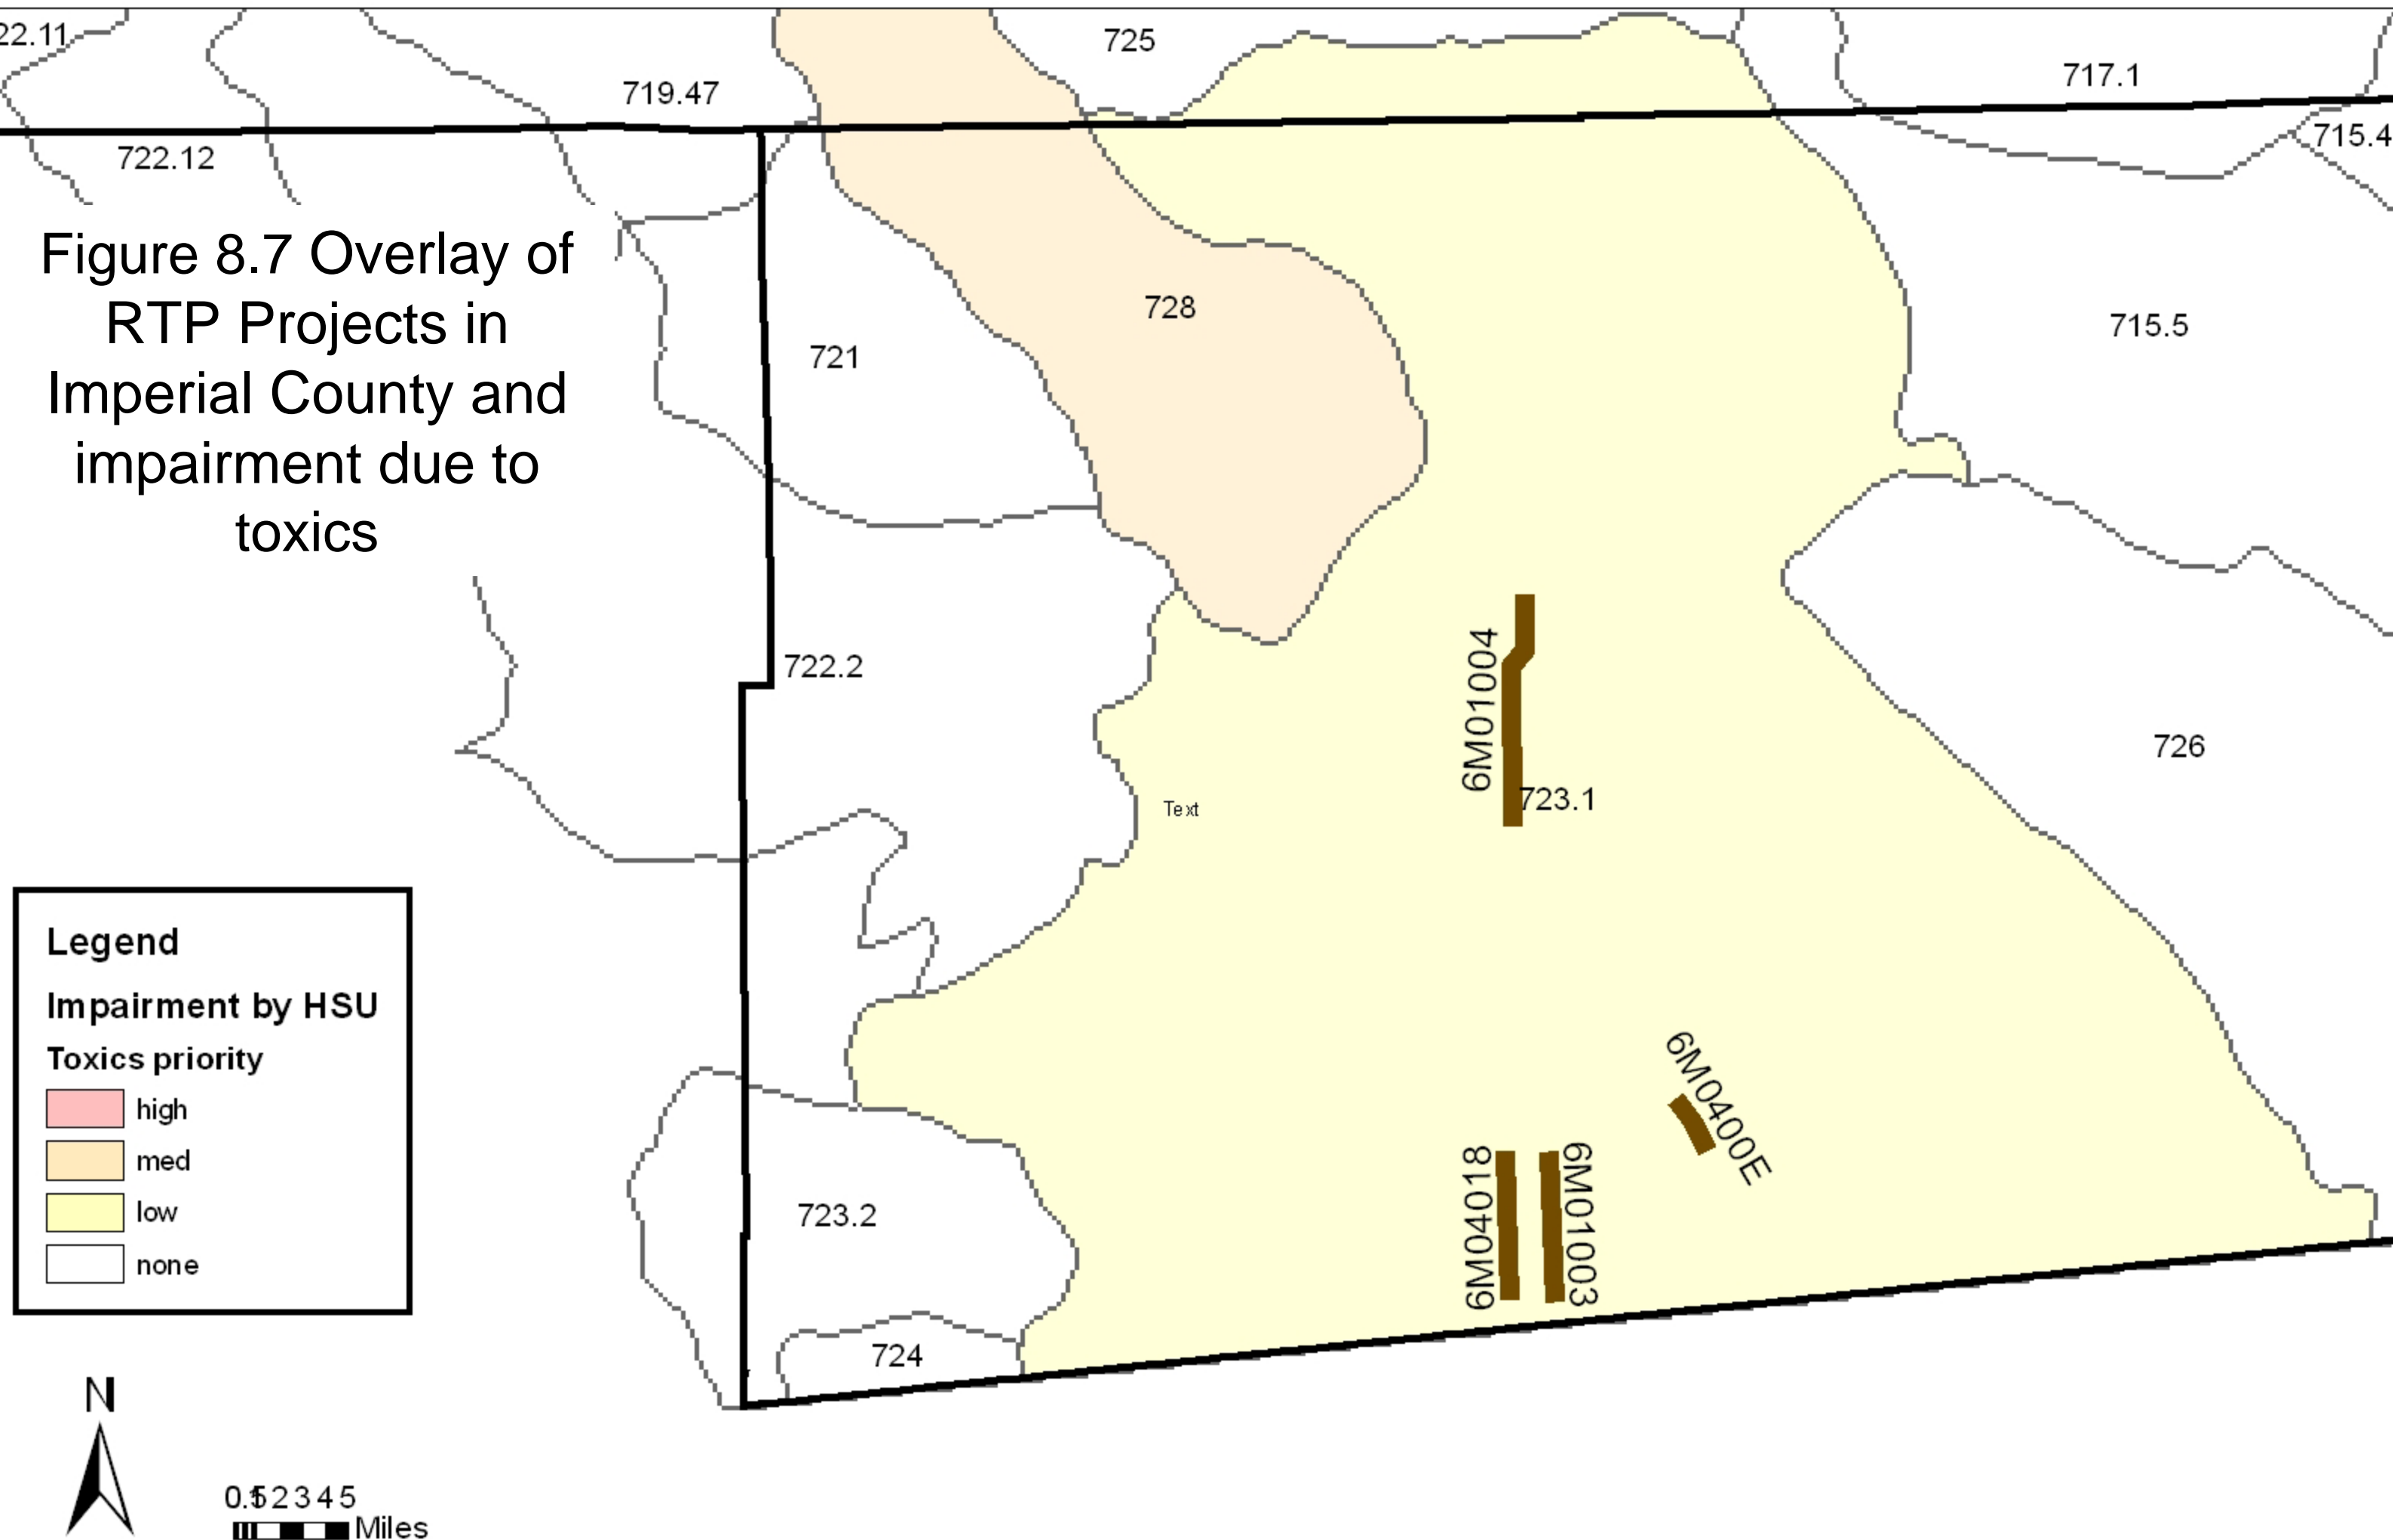 22.11
725
717.1
719.47
715.4
722.12
Figure 8.7 Overlay of
RTP Projects in
Imperial County and
impairment due to
toxics
728
715.5
721
722.2
6M01004
726
723.1
Text
Legend
Impairment by HSU
Toxics priority
high
med
low
none
6M0400E
6M04018
6M01003
723.2
724
N
0.5 1 2 3 4 5
Miles